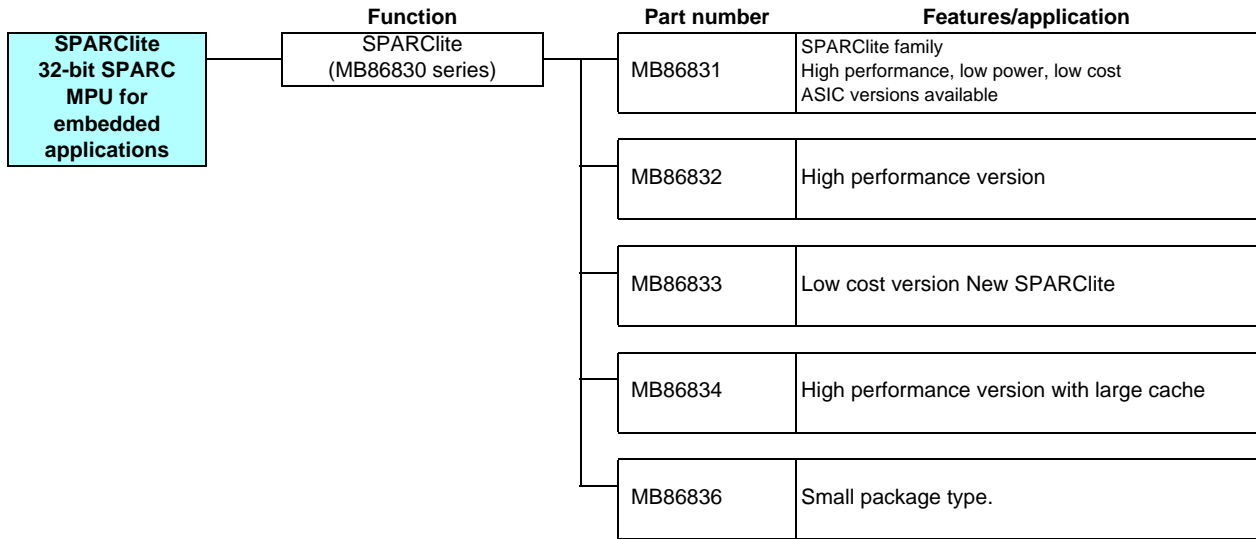 Function
Part number
Features/application
SPARClite
32-bit SPARC
MPU for
embedded
applications
SPARClite
(MB86830 series)
MB86831
SPARClite family
High performance, low power, low cost
ASIC versions available
MB86832
High performance version
MB86833
Low cost version New SPARClite
MB86834
High performance version with large cache
MB86836
Small package type.